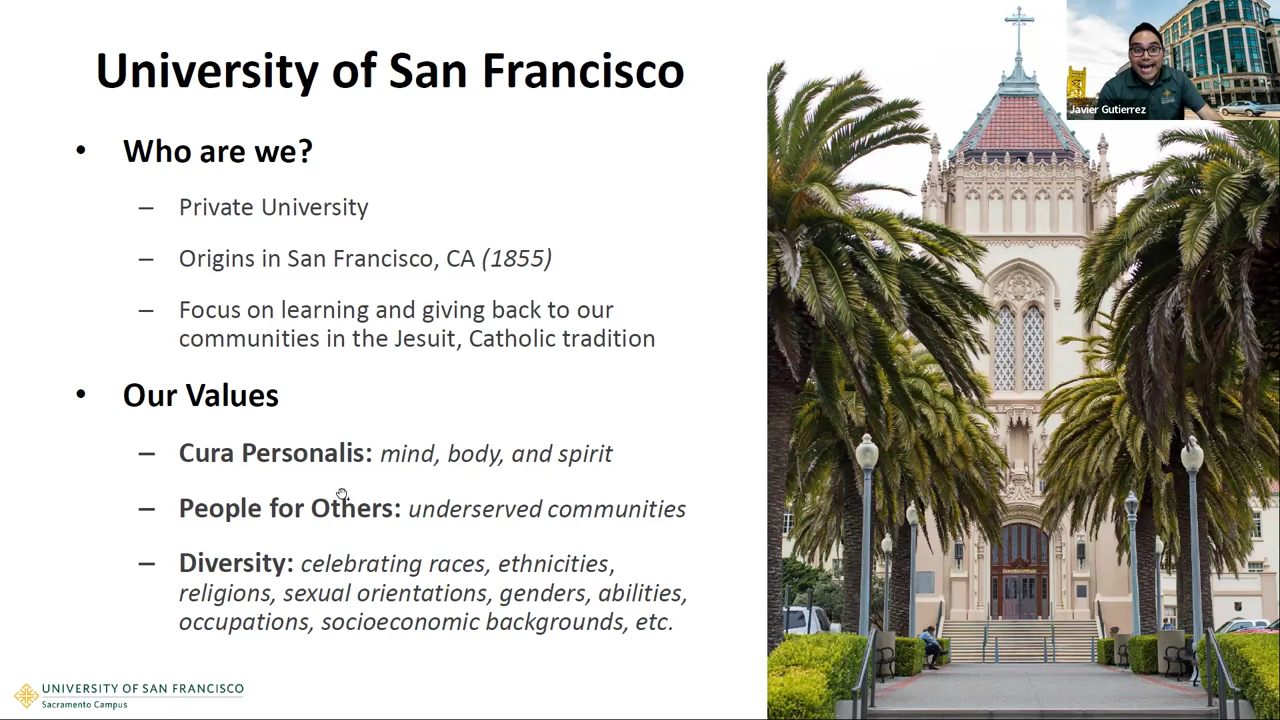 University of San Francisco
Javier Gutierrez
• Who are we?
– Private University
– Origins in San Francisco, CA (1855)
– Focus on learning and giving back to our
communities in the Jesuit, Catholic tradition
• Our Values
– Cura Personalis: mind, body, and spirit
– People for Others: underserved communities
– Diversity: celebrating races, ethnicities,
religions, sexual orientations, genders, abilities,
occupations, socioeconomic backgrounds, etc.
UNIVERSITY OF SAN FRANCISCO
Sacramento Campus